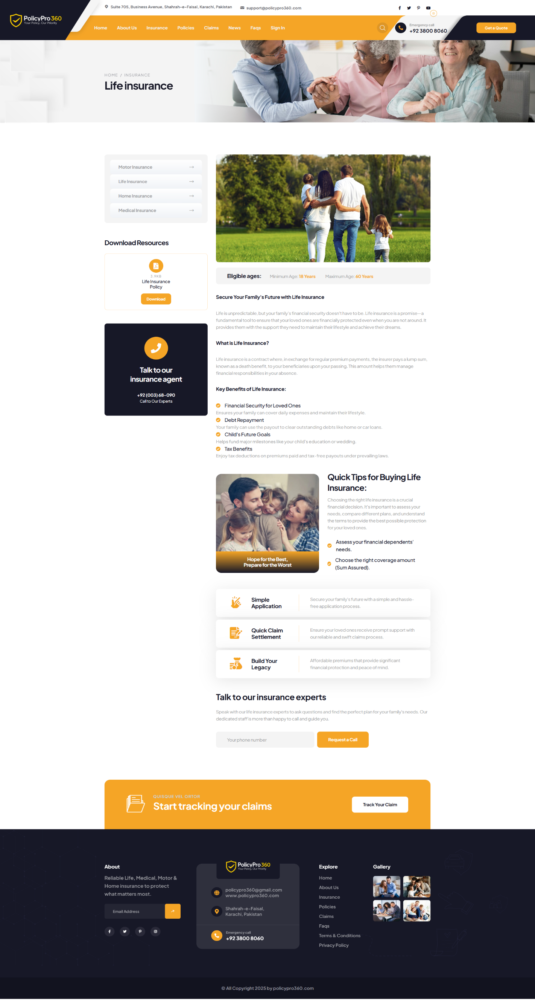 PolicyPro 360
Your Policy, Our Priority
Suite 705, Business Avenue, Shahrah-e-Faisal, Karachi, Pakistan
support@policypro360.com
Home
About Us
Insurance
Policies
Claims
News
Faqs
Sign In
Emergency call
+92 3800 8060
Get a Quote
HOME / INSURANCE
Life insurance
Motor Insurance
Life Insurance
Home Insurance
Medical Insurance
Download Resources
3.9KB
Life Insurance
Policy
Download
Talk to our
insurance agent
+92 (003) 68-090
Call to Our Experts
Eligible ages: Minimum Age: 18 Years Maximum Age: 60 Years
Secure Your Family's Future with Life Insurance
Life is unpredictable, but your family's financial security doesn't have to be. Life insurance is a promise—a
fundamental tool to ensure that your loved ones are financially protected even when you are not around. It
provides them with the support they need to maintain their lifestyle and achieve their dreams.
What is Life Insurance?
Life insurance is a contract where, in exchange for regular premium payments, the insurer pays a lump sum,
known as a death benefit, to your beneficiaries upon your passing. This amount helps them manage
financial responsibilities in your absence.
Key Benefits of Life Insurance:
Financial Security for Loved Ones
Ensures your family can cover daily expenses and maintain their lifestyle.
Debt Repayment
Your family can use the payout to clear outstanding debts like home or car loans.
Child's Future Goals
Helps fund major milestones like your child's education or wedding.
Tax Benefits
Enjoy tax deductions on premiums paid and tax-free payouts under prevailing laws.
Hope for the Best,
Prepare for the Worst
Quick Tips for Buying Life
Insurance:
Choosing the right life insurance is a crucial
financial decision. It's important to assess your
needs, compare different plans, and understand
the terms to provide the best possible protection
for your loved ones.
Assess your financial dependents'
needs.
Choose the right coverage amount
(Sum Assured).
Simple
Application
Secure your family's future with a simple and hassle-
free application process.
Quick Claim
Settlement
Ensure your loved ones receive prompt support with
our reliable and swift claims process.
Build Your
Legacy
Affordable premiums that provide significant
financial protection and peace of mind.
Talk to our insurance experts
Speak with our life insurance experts to ask questions and find the perfect plan for your family's needs. Our
dedicated staff is more than happy to call and guide you.
Your phone number
Request a Call
QUISQUE VEL ORTOR
Start tracking your claims
Track Your Claim
About
Reliable Life, Medical, Motor &
Home insurance to protect
what matters most.
Email Address
PolicyPro 360
Your Policy, Our Priority
policypro360@gmail.com
www.policypro360.com
Shahrah-e-Faisal,
Karachi, Pakistan
Emergency call
+92 3800 8060
Explore
Home
About Us
Insurance
Policies
Claims
Faqs
Terms & Conditions
Privacy Policy
Gallery
© All Copyright 2025 by policypro360.com